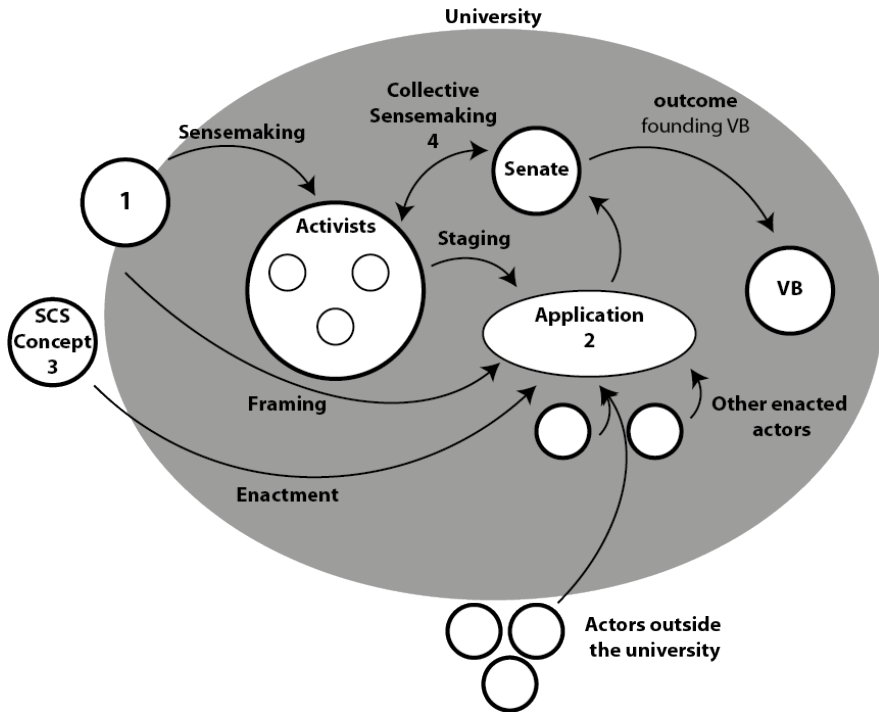 University
Collective
Sensemaking
4
outcome
founding VB
Sensemaking
Senate
1
Activists
Staging
VB
SCS
Concept
3
Application
2
Framing
Other enacted
actors
Enactment
Actors outside
the university